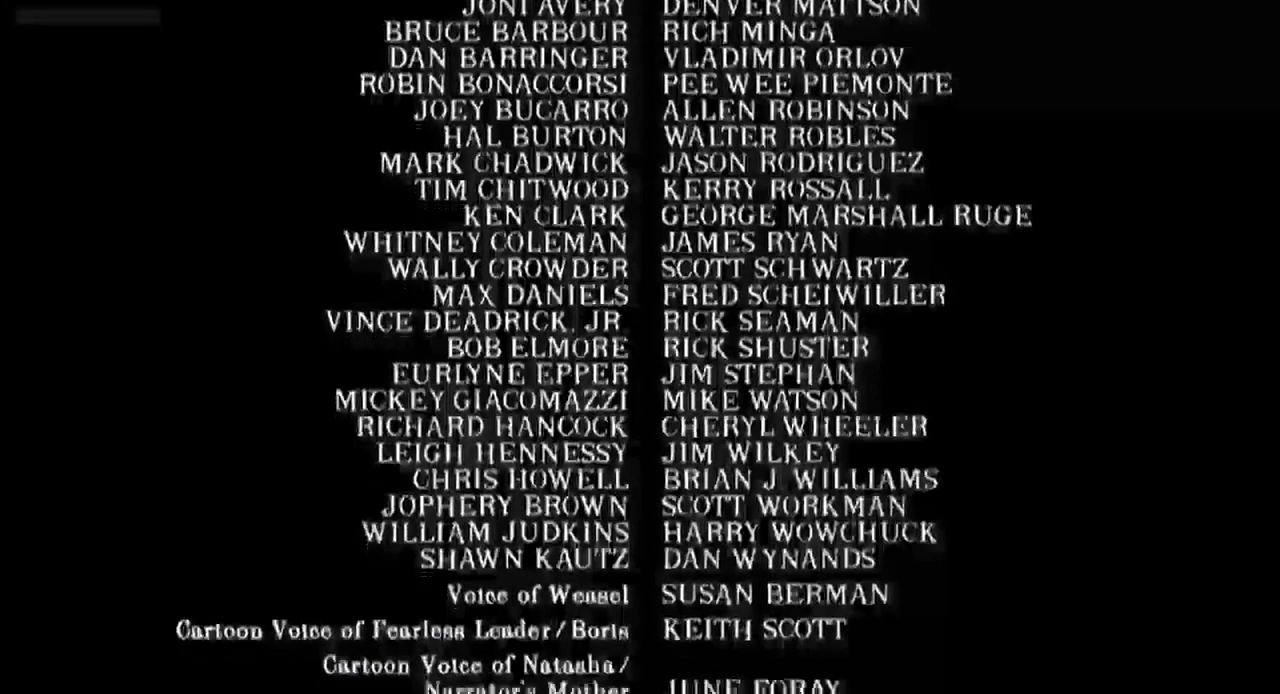 JONI AVERY DENVER MATTSON
BRUCE BARBOUR RICH MINGA
DAN BARRINGER VLADIMIR ORLOV
ROBIN BONACCORSI PEE WEE PIEMONTE
JOEY BUCARRO ALLEN ROBINSON
HAL BURTON WALTER ROBLES
MARK CHADWICK JASON RODRIGUEZ
TIM CHITWOOD KERRY ROSSALL
KEN CLARK GEORGE MARSHALL RUGE
WHITNEY COLEMAN JAMES RYAN
WALLY CROWDER SCOTT SCHWARTZ
MAX DANIELS FRED SCHEIWILLER
VINCE DEADRICK, JR. RICK SEAMAN
BOB ELMORE RICK SHUSTER
EURLYNE EPPER JIM STEPHAN
MICKEY GIACOMAZZI MIKE WATSON
RICHARD HANCOCK CHERYL WHEELER
LEIGH HENNESSY JIM WILKEY
CHRIS HOWELL BRIAN J. WILLIAMS
JOPHERY BROWN SCOTT WORKMAN
WILLIAM JUDKINS HARRY WOWCHUCK
SHAWN KAUTZ DAN WYNANDS
Voice of Weasel SUSAN BERMAN
Cartoon Voice of Fearless Leader/Boris KEITH SCOTT
Cartoon Voice of Natasha/
Narrator's Mother JUNE FORAY